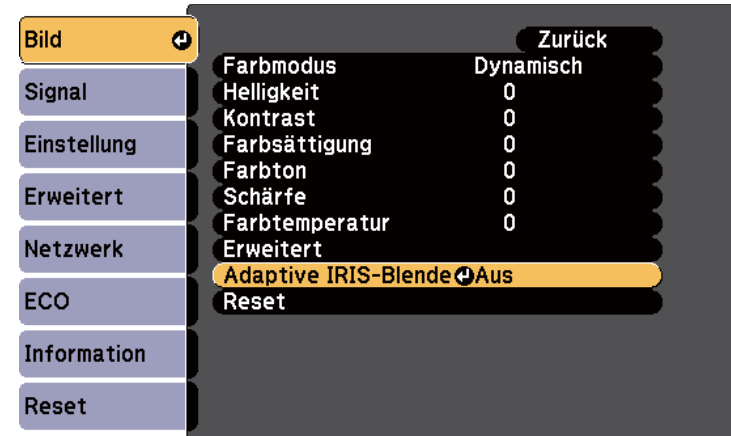 Bild
Signal
Einstellung
Erweitert
Netzwerk
ECO
Information
Reset
Zurück
Farbmodus Dynamisch
Helligkeit 0
Kontrast 0
Farbsättigung 0
Farbton 0
Schärfe 0
Farbtemperatur 0
Erweitert
Adaptive IRIS-Blende Aus
Reset